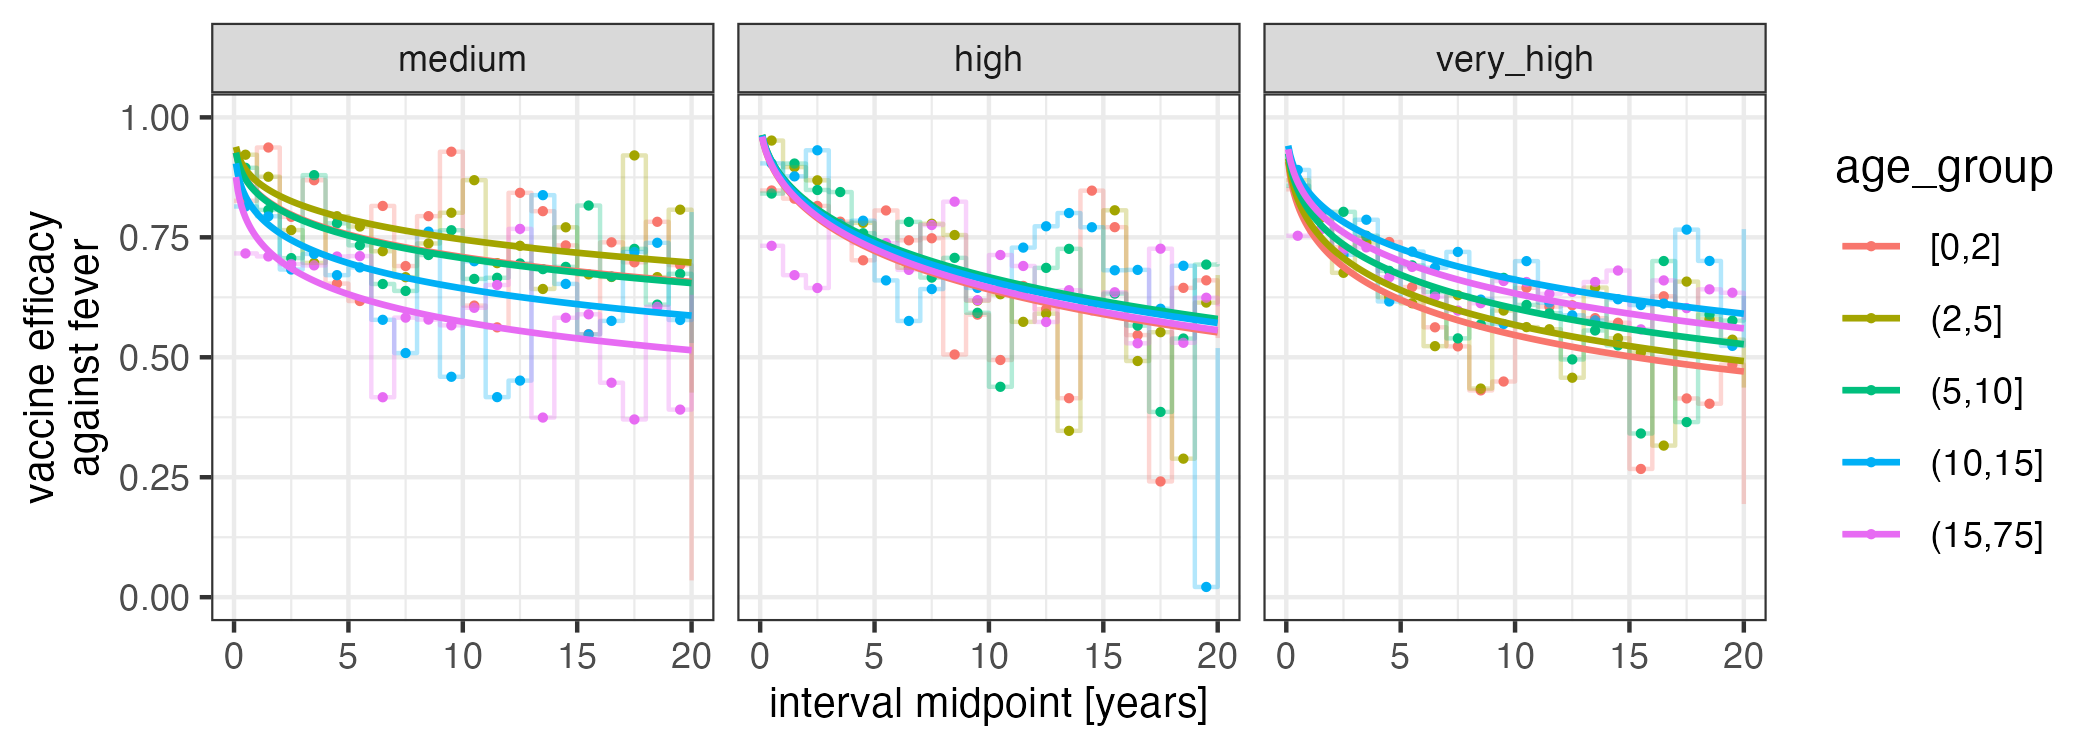 medium high very_high
1.00
0.75
0.50
0.25
0.00
vaccine efficacy
against fever
0 5 10 15 20 0 5 10 15 20 0 5 10 15 20
interval midpoint [years]
age_group
[0,2]
(2,5]
(5,10]
(10,15]
(15,75]